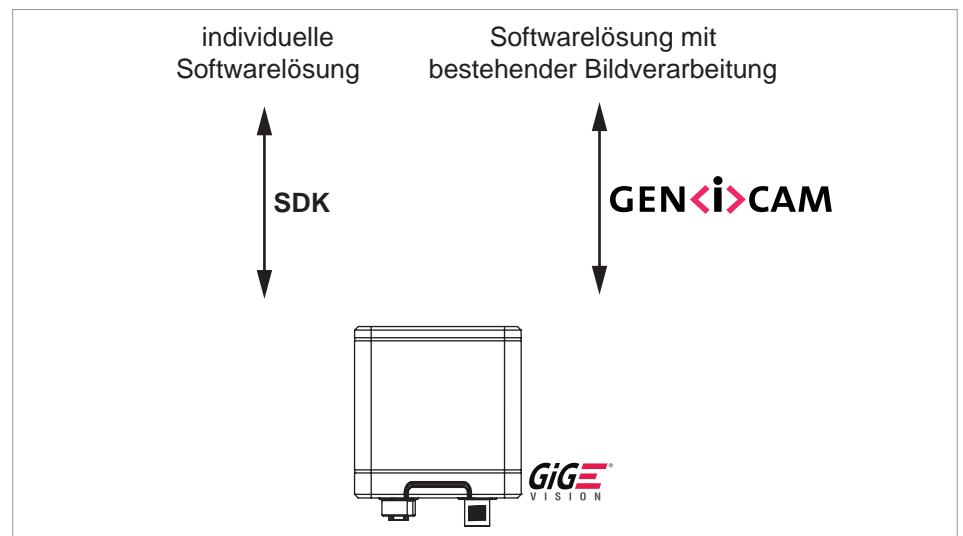 individuelle
Softwarelösung
Softwarelösung mit
bestehender Bildverarbeitung
SDK
GEN<i>CAM
GiGE®
VISION